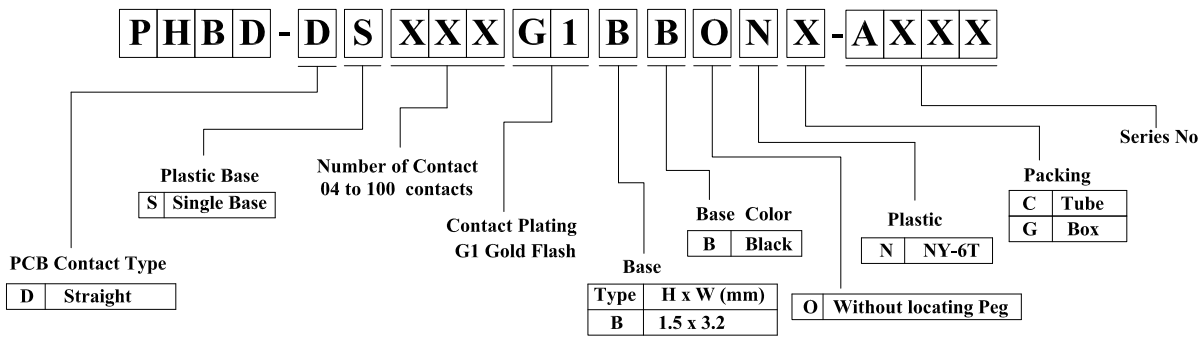 PHBD-DSXXXG1BBONX-AXXX
Series No
Number of Contact
04 to 100 contacts
Plastic Base
S Single Base
Packing
C Tube
G Box
Contact Plating
G1 Gold Flash
Base Color
B Black
Plastic
N NY-6T
PCB Contact Type
D Straight
Base
Type H x W (mm)
B 1.5 x 3.2
O Without locating Peg